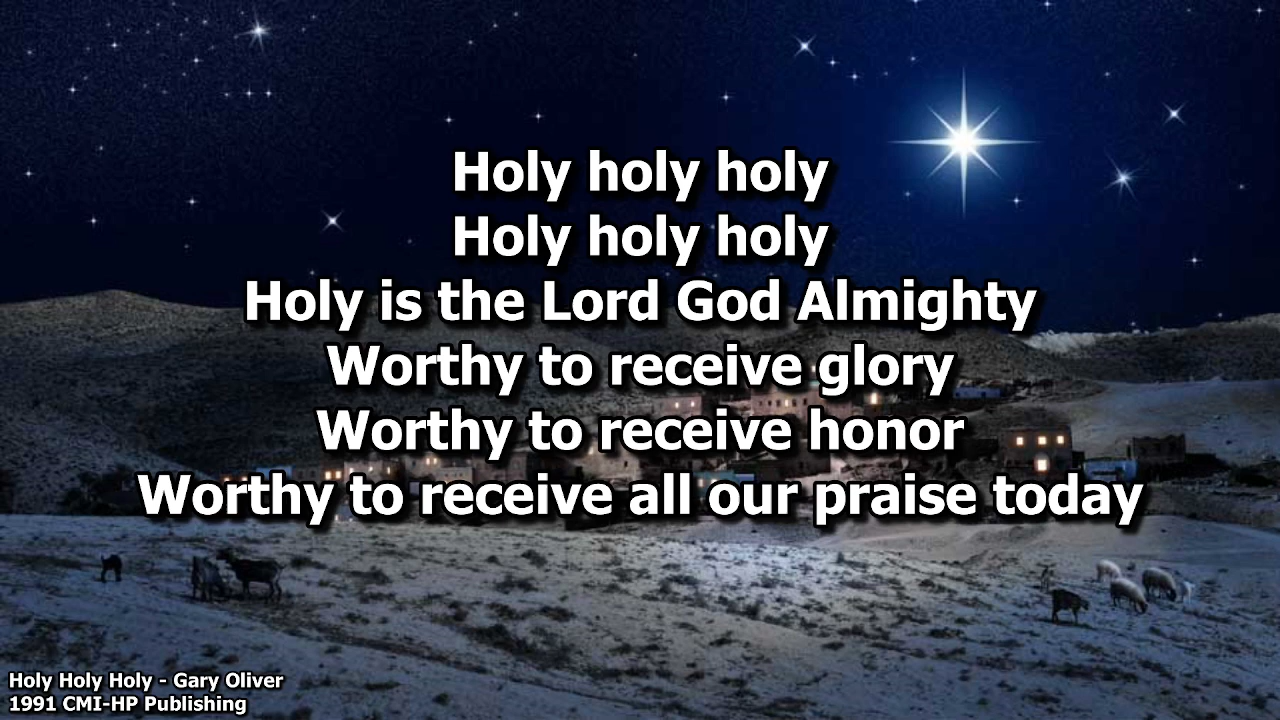 Holy holy holy
Holy holy holy
Holy is the Lord God Almighty
Worthy to receive glory
Worthy to receive honor
Worthy to receive all our praise today
Holy Holy Holy - Gary Oliver
1991 CMI-HP Publishing